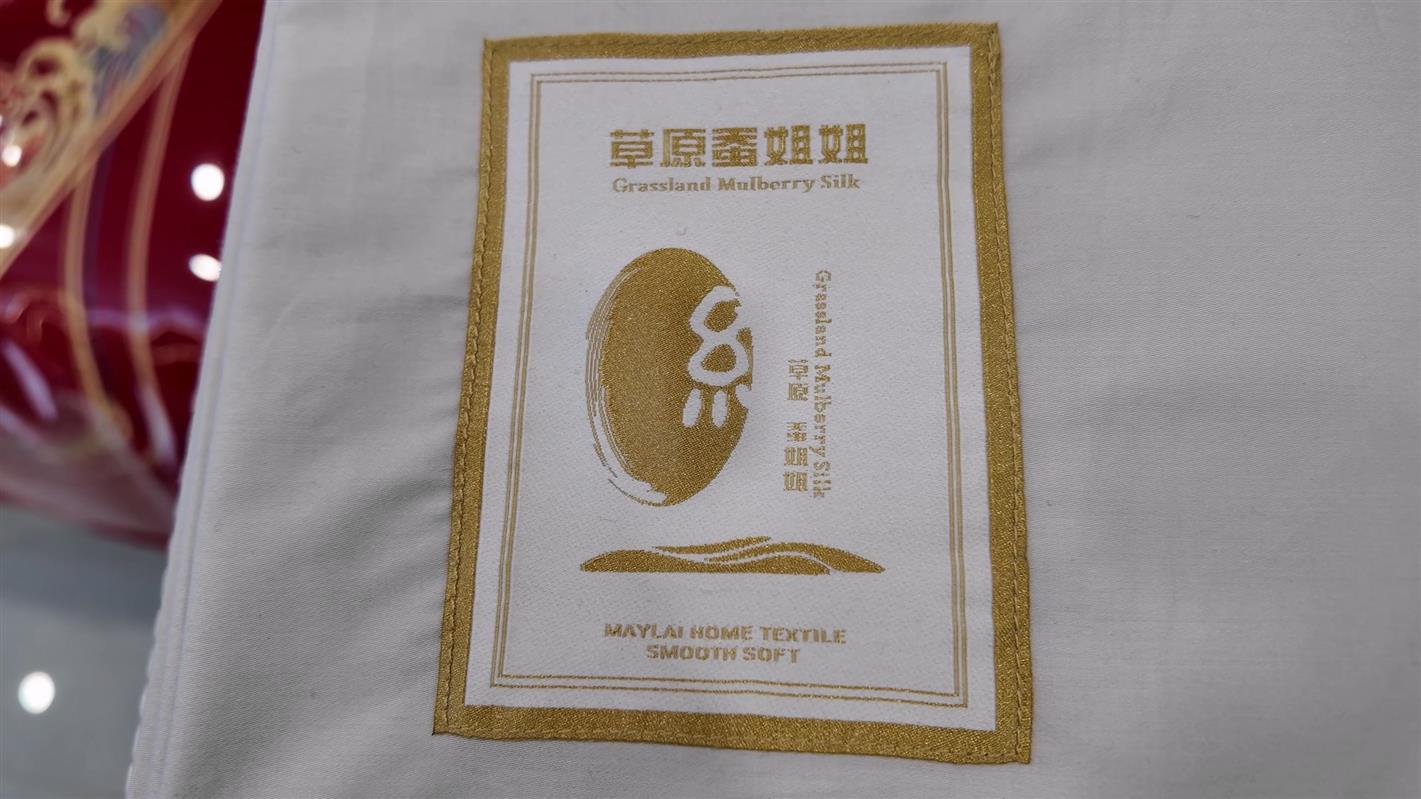 草原蚕姐姐
Grassland Mulberry Silk
Grassland Mulberry Silk
草原 蚕姐姐
MAYLAI HOME TEXTILE
SMOOTH SOFT